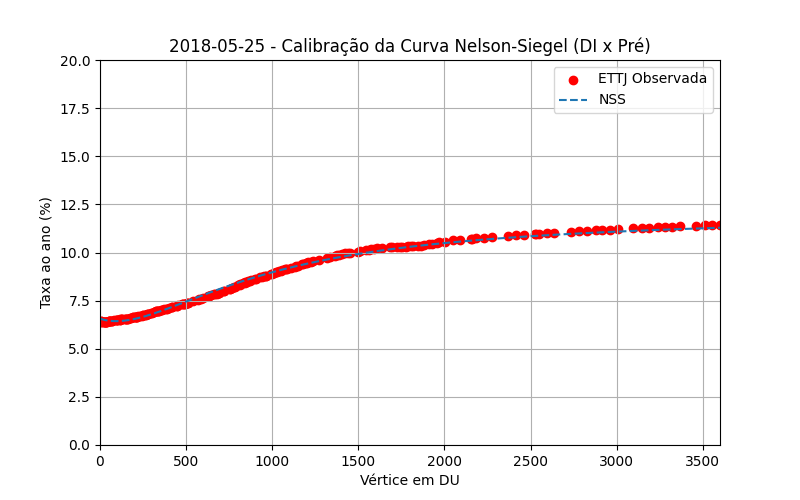 2018-05-25 - Calibração da Curva Nelson-Siegel (DI x Pré)
ETTJ Observada
NSS
Taxa ao ano (%)
20.0
17.5
15.0
12.5
10.0
7.5
5.0
2.5
0.0
0 500 1000 1500 2000 2500 3000 3500
Vértice em DU